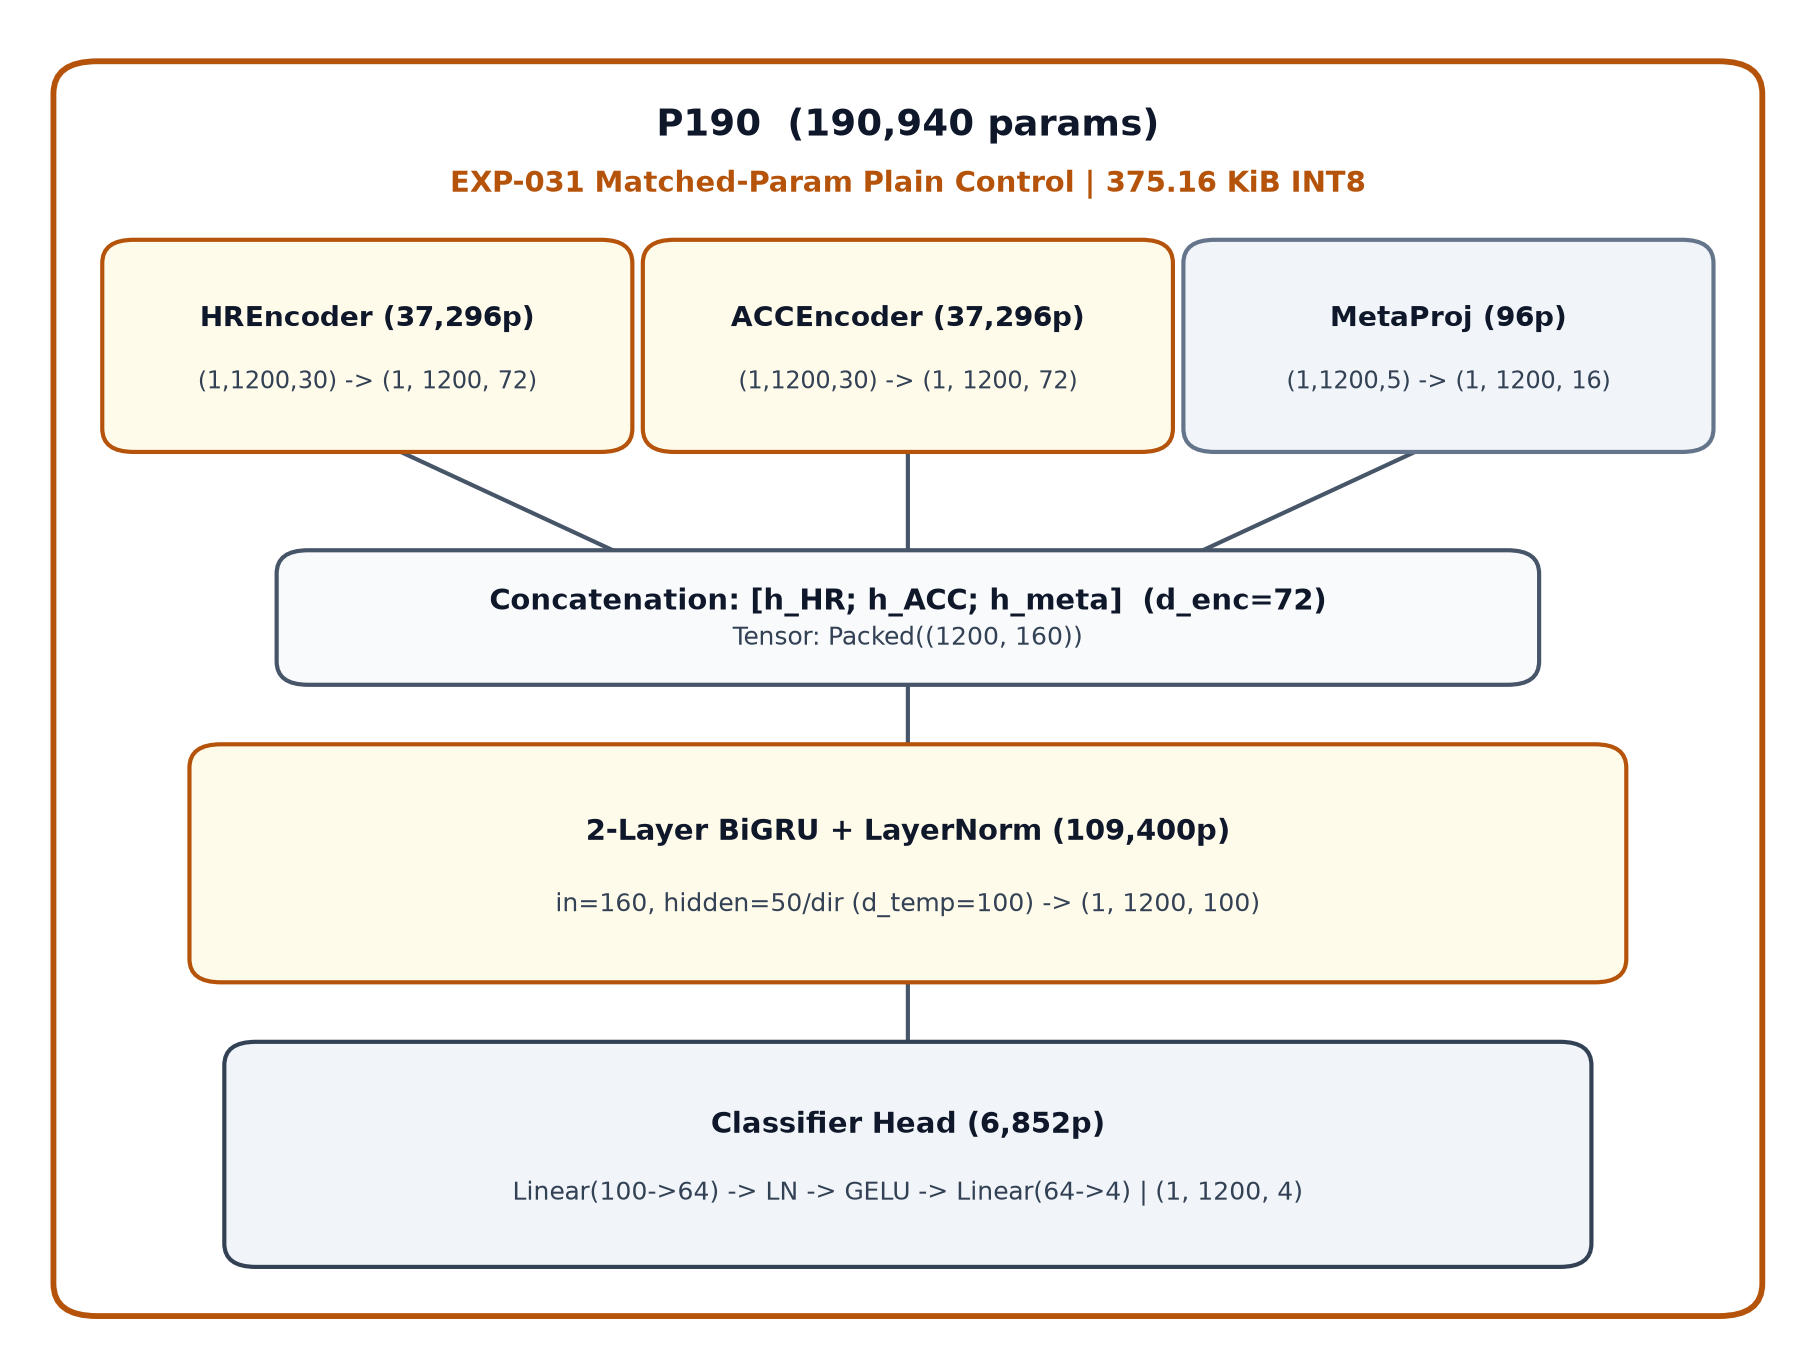 P190  (190,940 params)
EXP-031 Matched-Param Plain Control | 375.16 KiB INT8
HREncoder (37,296p)
(1,1200,30) -> (1, 1200, 72)
ACCEncoder (37,296p)
(1,1200,30) -> (1, 1200, 72)
MetaProj (96p)
(1,1200,5) -> (1, 1200, 16)
Concatenation: [h_HR; h_ACC; h_meta]  (d_enc=72)
Tensor: Packed((1200, 160))
2-Layer BiGRU + LayerNorm (109,400p)
in=160, hidden=50/dir (d_temp=100) -> (1, 1200, 100)
Classifier Head (6,852p)
Linear(100->64) -> LN -> GELU -> Linear(64->4) | (1, 1200, 4)